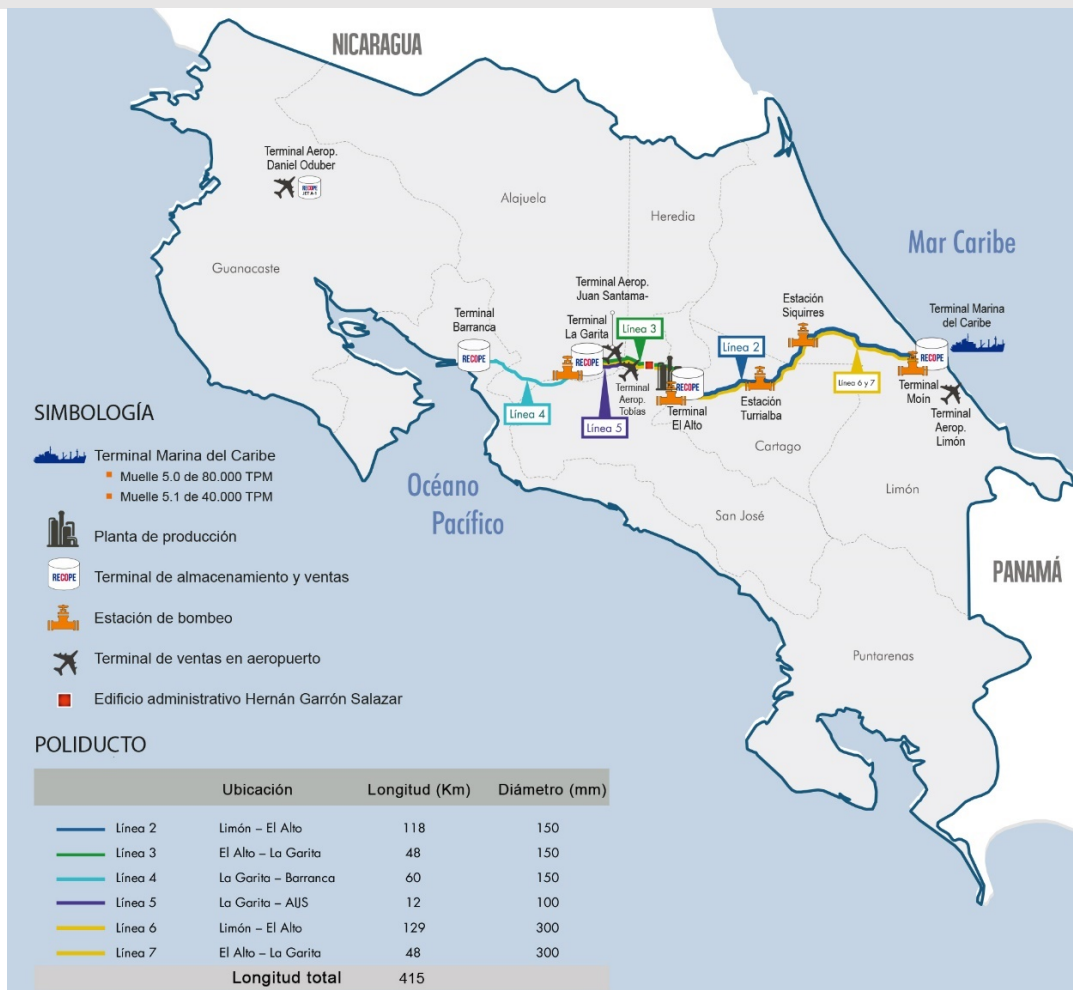 NICARAGUA
Terminal Aerop.
Daniel Oduber
RECOPE
JET A-1
Alajuela
Heredia
Mar Caribe
Guanacaste
Terminal Aerop.
Juan Santama-
Estación
Siquirres
Terminal Marina
del Caribe
Terminal
Barranca
RECOPE
Terminal
La Garita
RECOPE
Línea 3
Línea 2
RECOPE
Línea 6 y 7
Línea 4
Línea 5
Terminal
Aerop.
Tobías
RECOPE
Terminal
El Alto
Estación
Turrialba
Terminal
Moín
Terminal
Aerop.
Limón
Cartago
Limón
San José
Océano
Pacífico
PANAMÁ
Puntarenas
SIMBOLOGÍA
Terminal Marina del Caribe
Muelle 5.0 de 80.000 TPM
Muelle 5.1 de 40.000 TPM
Planta de producción
RECOPE
Terminal de almacenamiento y ventas
Estación de bombeo
Terminal de ventas en aeropuerto
Edificio administrativo Hernán Garrón Salazar
POLIDUCTO
Ubicación Longitud (Km) Diámetro (mm)
Línea 2 Limón – El Alto 118 150
Línea 3 El Alto – La Garita 48 150
Línea 4 La Garita – Barranca 60 150
Línea 5 La Garita – AIJS 12 100
Línea 6 Limón – El Alto 129 300
Línea 7 El Alto – La Garita 48 300
Longitud total 415